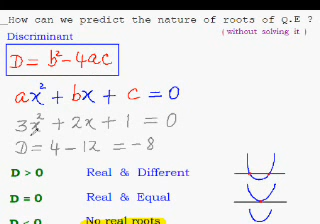 _How can we predict the nature of roots of Q.E ?
(without solving it)
Discriminant
D = b² - 4ac
ax² + bx + c = 0
3x² + 2x + 1 = 0
D = 4 - 12 = -8
D > 0 Real & Different
D = 0 Real & Equal
D < 0 No real roots